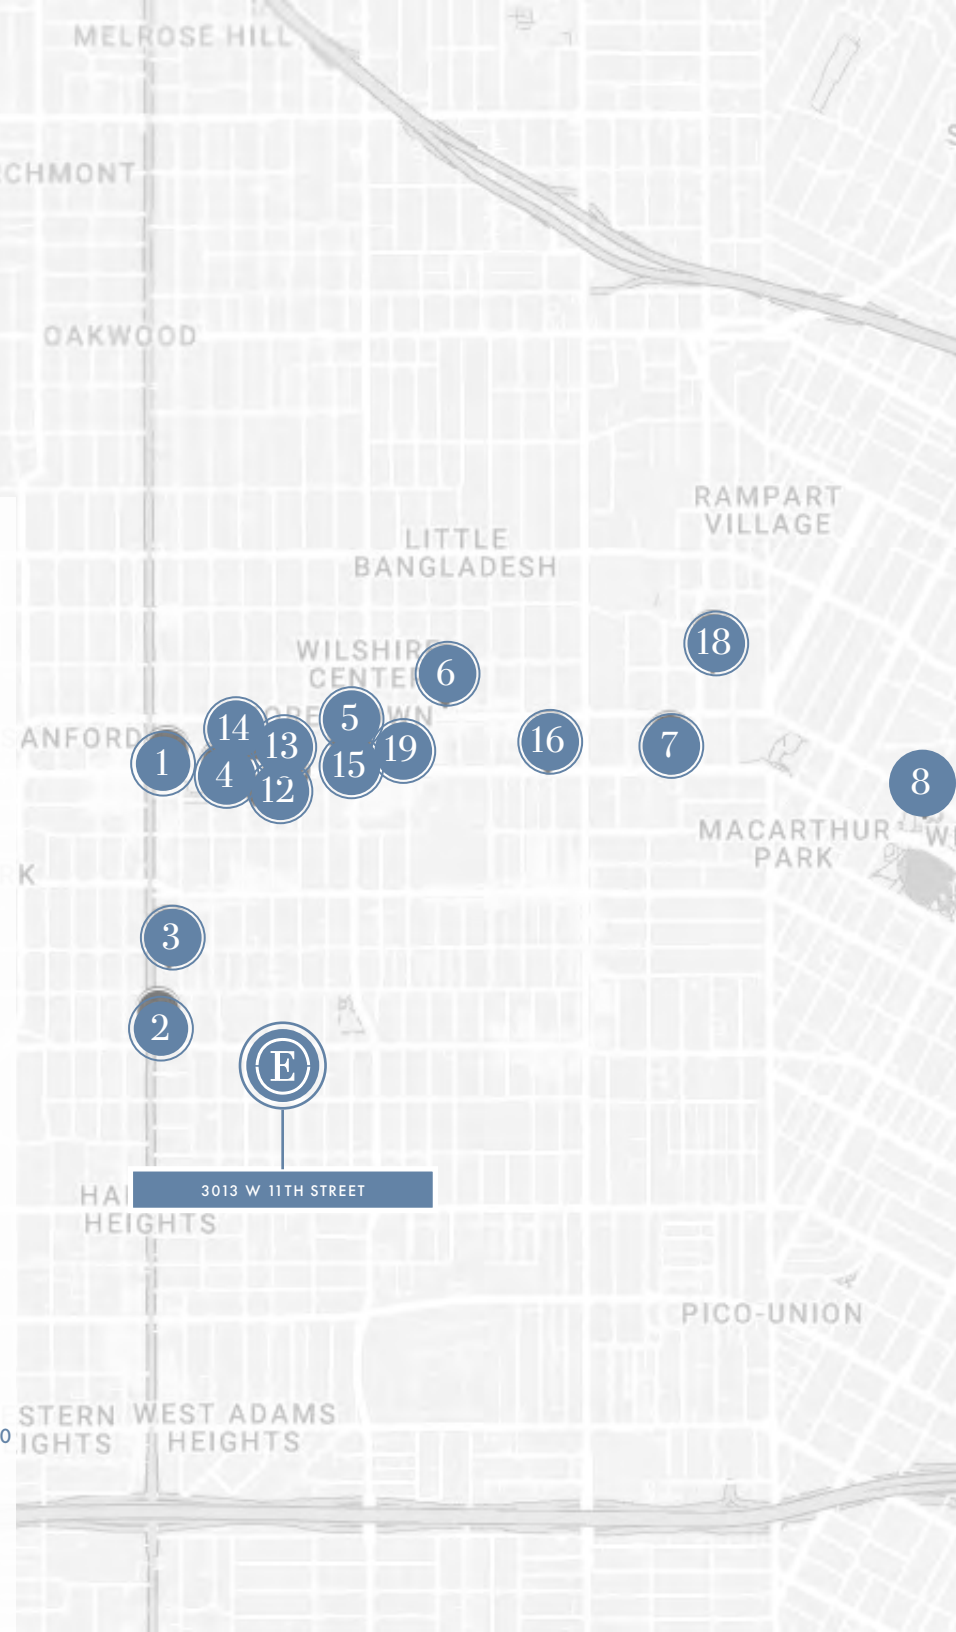 MELROSE HILL
CHMONT
OAKWOOD
RAMPART
VILLAGE
LITTLE
BANGLADESH
18
WILSHIRE
CENTE
6
5
14
13
19
16
7
ANFORD
1
4
15
12
8
MACARTHUR
PARK
K
3
2
E
3013 W 11TH STREET
HA
HEIGHTS
PICO-UNION
STERN
IGHTS
WEST ADAMS
HEIGHTS